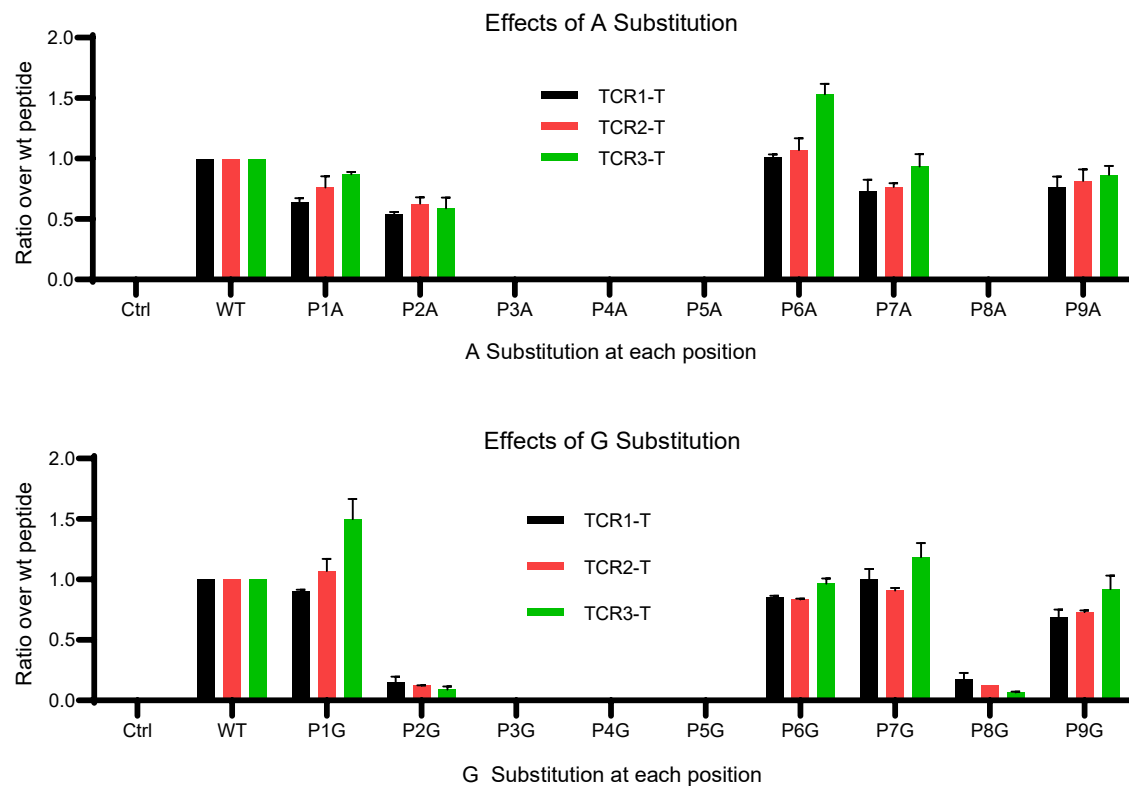 Effects of A Substitution
Ratio over wt peptide
2.0
1.5
1.0
0.5
0.0
TCR1-T
TCR2-T
TCR3-T
Ctrl WT P1A P2A P3A P4A P5A P6A P7A P8A P9A
A Substitution at each position
Effects of G Substitution
Ratio over wt peptide
2.0
1.5
1.0
0.5
0.0
TCR1-T
TCR2-T
TCR3-T
Ctrl WT P1G P2G P3G P4G P5G P6G P7G P8G P9G
G Substitution at each position